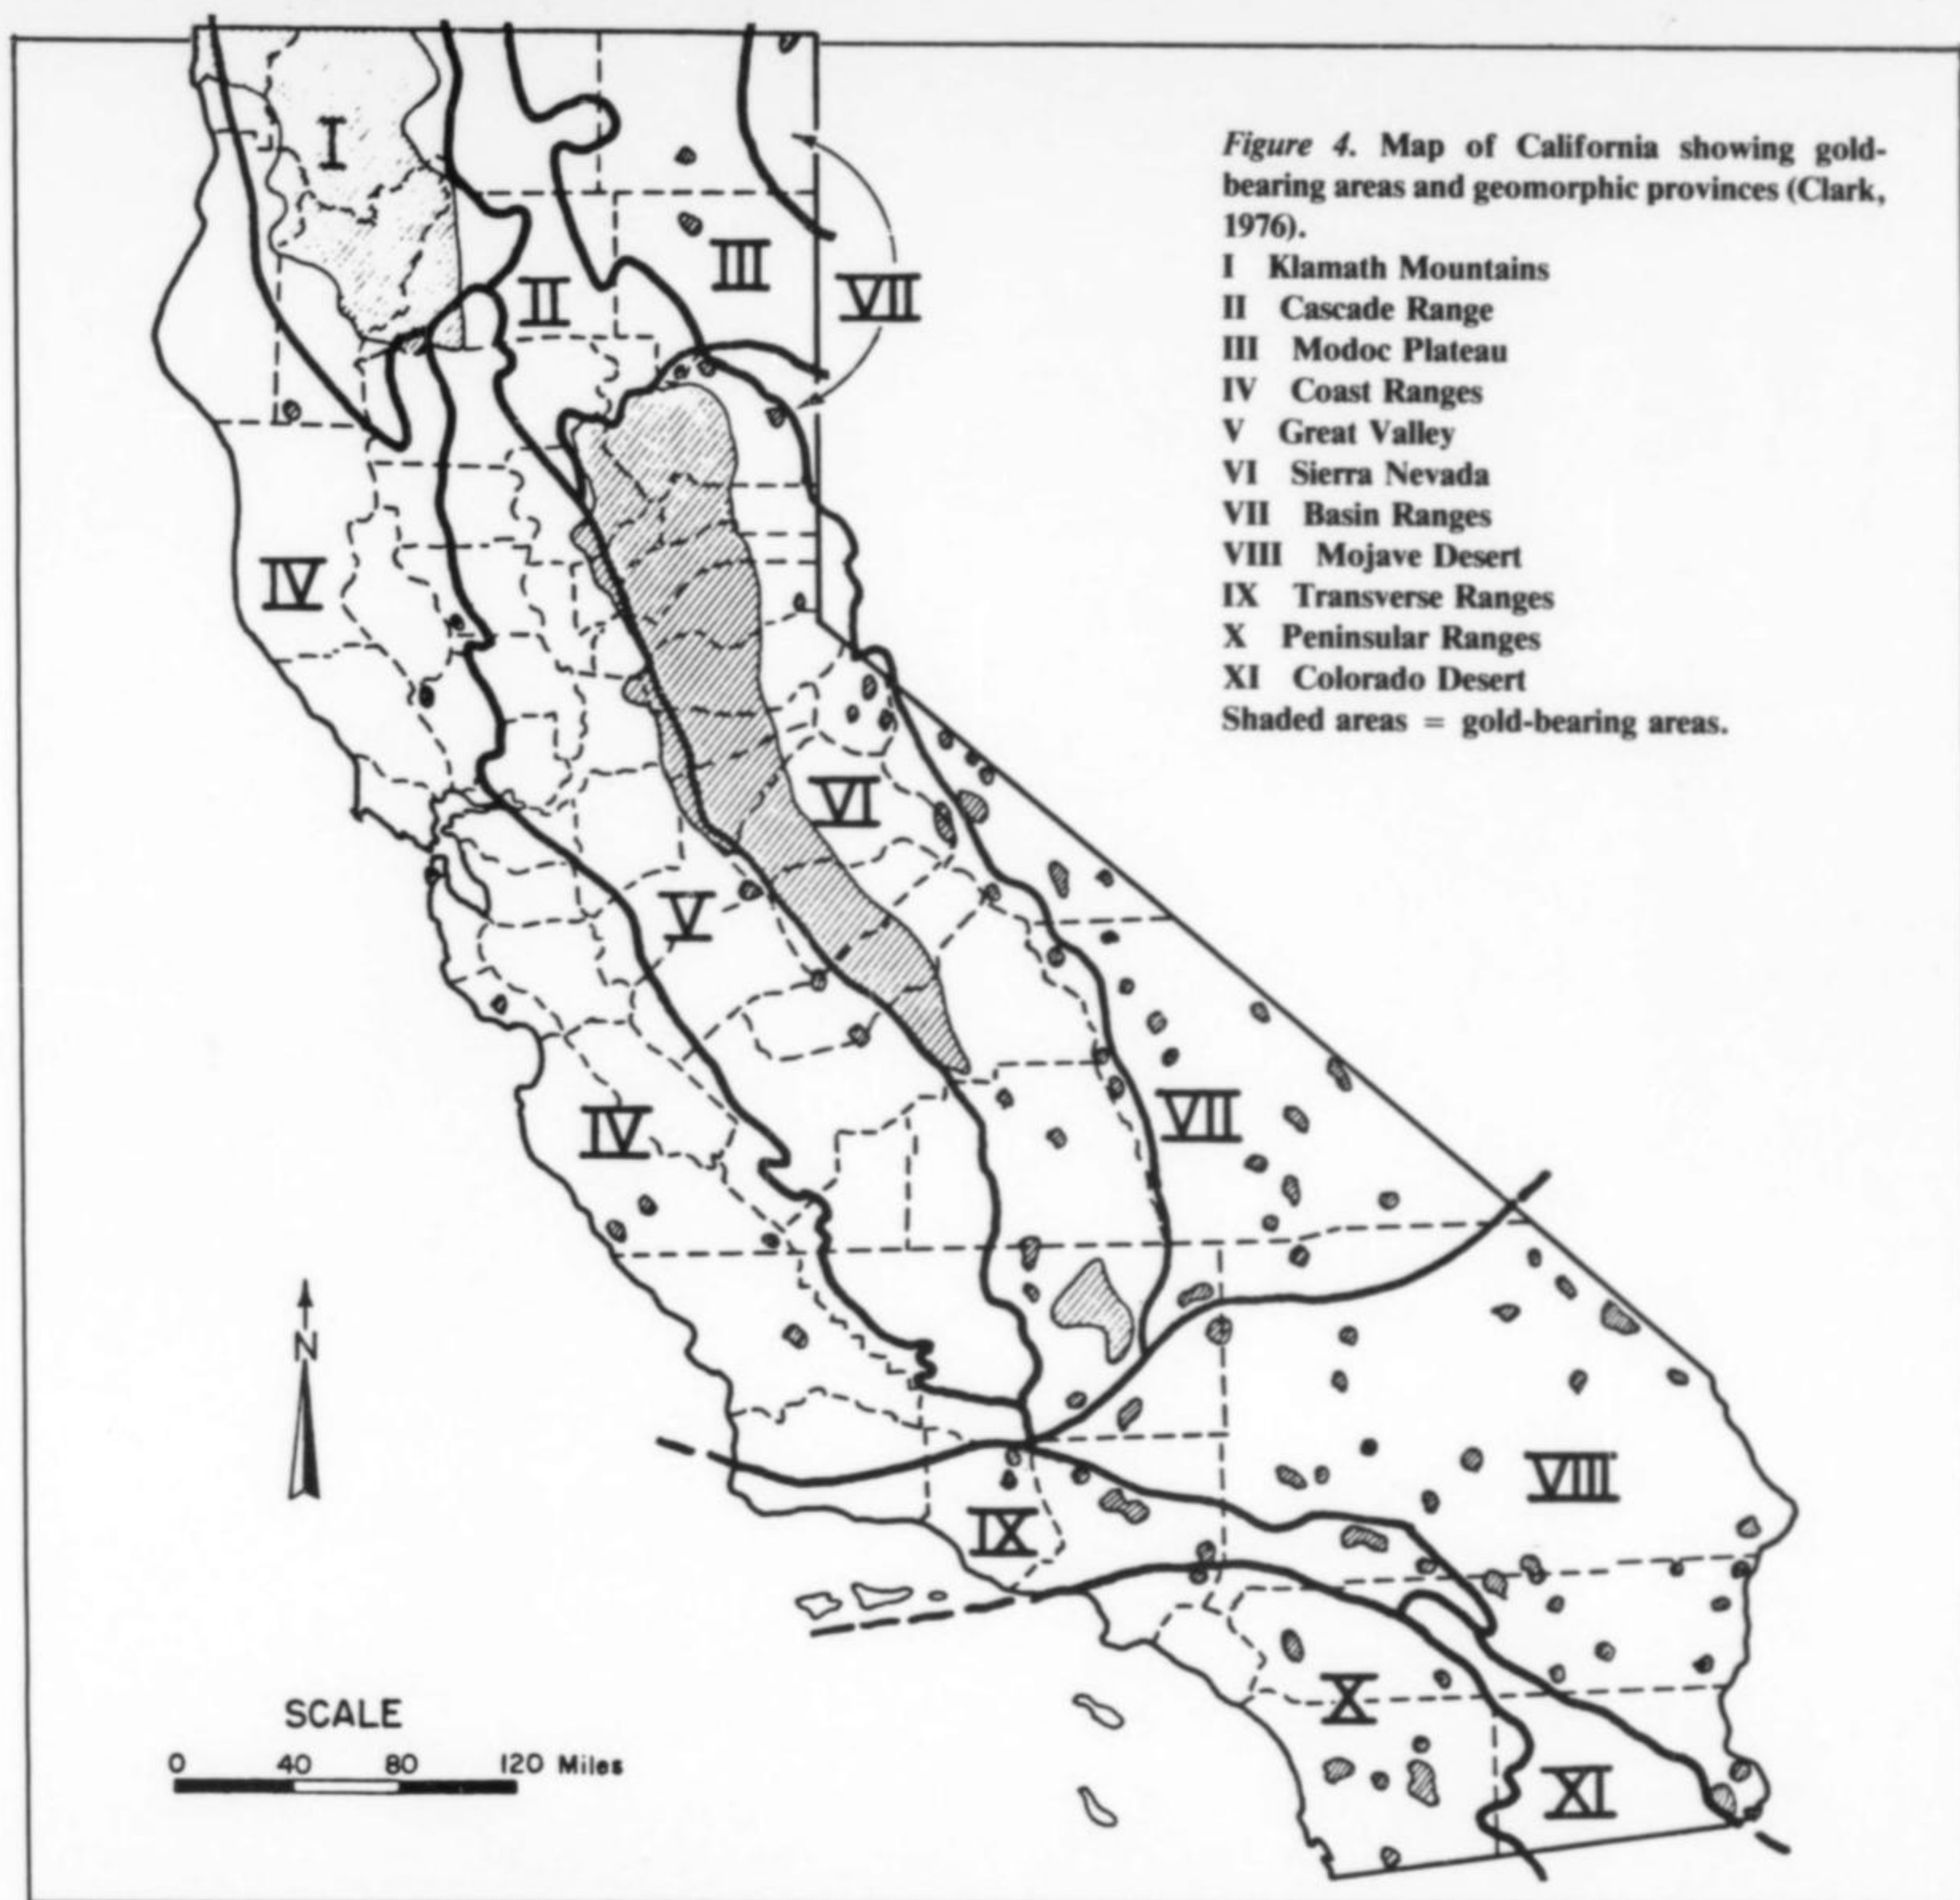 Figure 4. Map of California showing gold-
bearing areas and geomorphic provinces (Clark,
1976).
I Klamath Mountains
II Cascade Range
III Modoc Plateau
IV Coast Ranges
V Great Valley
VI Sierra Nevada
VII Basin Ranges
VIII Mojave Desert
IX Transverse Ranges
X Peninsular Ranges
XI Colorado Desert
Shaded areas = gold-bearing areas.
I
II
III
VII
IV
VI
V
IV
VII
VIII
IX
X
XI
N
SCALE
0 40 80 120 Miles